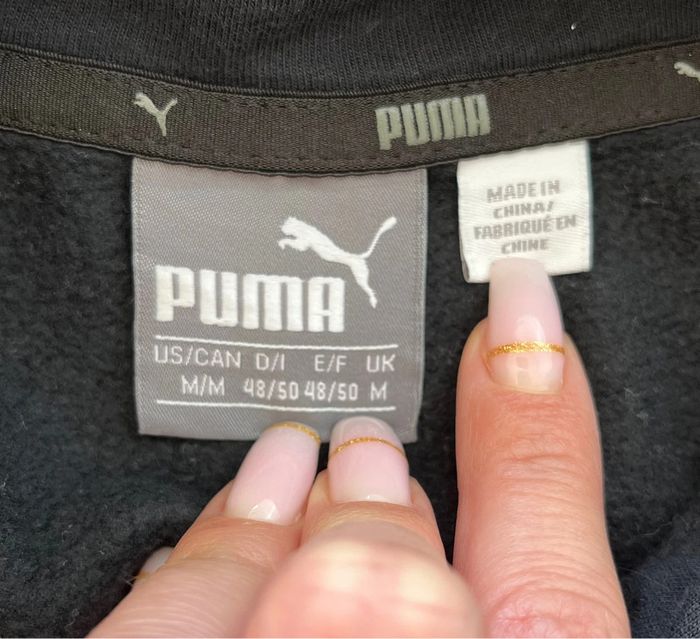 PUMA
PUMA
US/CAN D/I E/F UK
M/M 48/50 48/50 M
MADE IN
CHINA/
FABRIQUÉ EN
CHINE